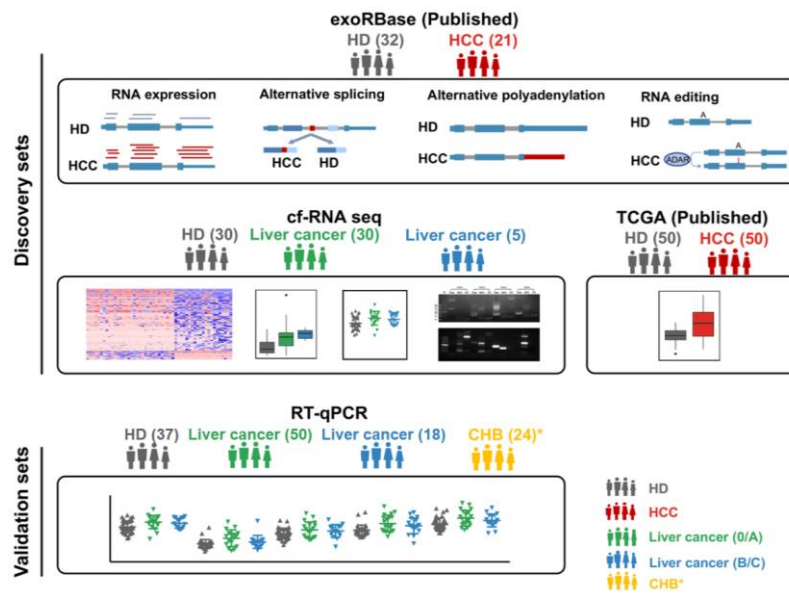 exoRBase (Published)
HD (32) HCC (21)
RNA expression Alternative splicing Alternative polyadenylation RNA editing
HD HD HD A
HCC HCC HD HCC HCC ADAR A I
Discovery sets
cf-RNA seq TCGA (Published)
HD (30) Liver cancer (30) Liver cancer (5) HD (50) HCC (50)
RT-qPCR
HD (37) Liver cancer (50) Liver cancer (18) CHB (24)*
Validation sets
HD
HCC
Liver cancer (0/A)
Liver cancer (B/C)
CHB*